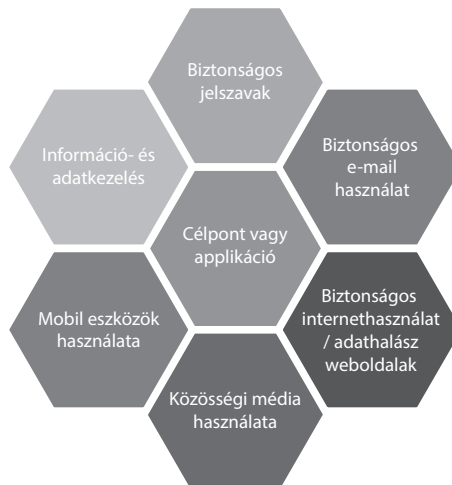 Biztonságos
jelszavak
Információ- és
adatkezelés
Biztonságos
e-mail
használat
Célpont vagy
applikáció
Mobil eszközök
használata
Biztonságos
internethasználat
/ adathalász
weboldalak
Közösségi média
használata